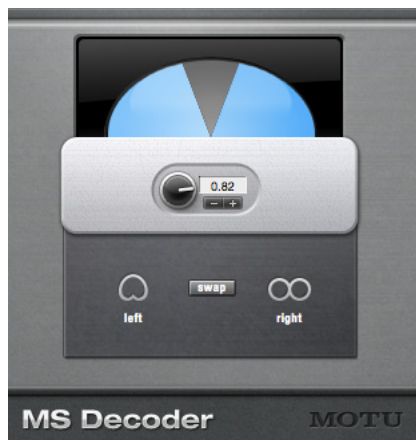 0.82
− +
swap
left right
MS Decoder MOTU